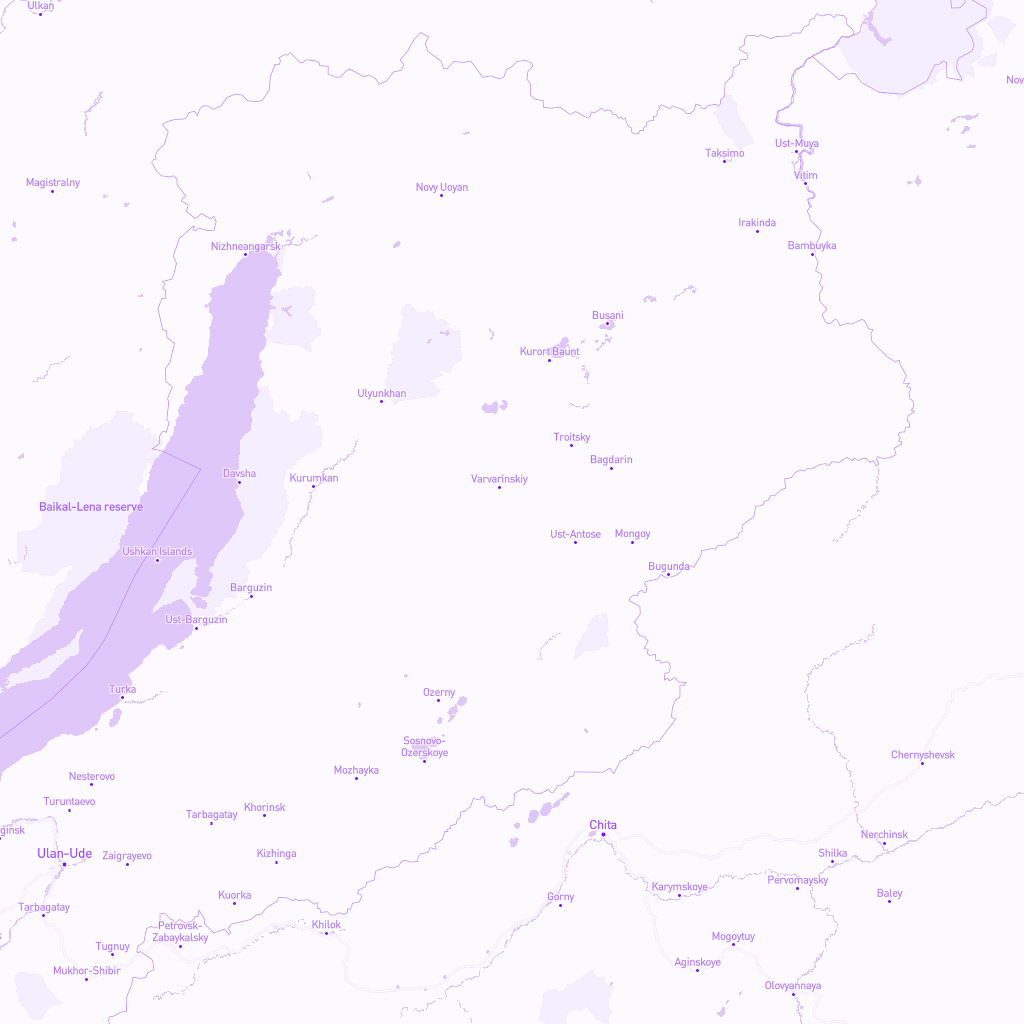 Ulkan
Nov
Ust-Muya
Taksimo
Vitim
Magistralny
Novy Uoyan
Irakinda
Nizhneangarsk
Bambuyka
Busani
Kurort Baunt
Ulyunkhan
Troitsky
Bagdarin
Davsha
Kurumkan
Varvarinskiy
Baikal-Lena reserve
Ust-Antose
Mongoy
Ushkan Islands
Bugunda
Barguzin
Ust-Barguzin
Turka
Ozerny
Sosnovo-
Ozerskoye
Chernyshevsk
Mozhayka
Nesterovo
Turuntaevo
Khorinsk
Tarbagatay
Chita
ginsk
Nerchinsk
Ulan-Ude
Zaigrayevo
Kizhinga
Shilka
Pervomaysky
Karymskoye
Baley
Kuorka
Gorny
Tarbagatay
Petrovsk-
Zabaykalsky
Khilok
Mogoytuy
Tugnuy
Aginskoye
Mukhor-Shibir
Olovyannaya